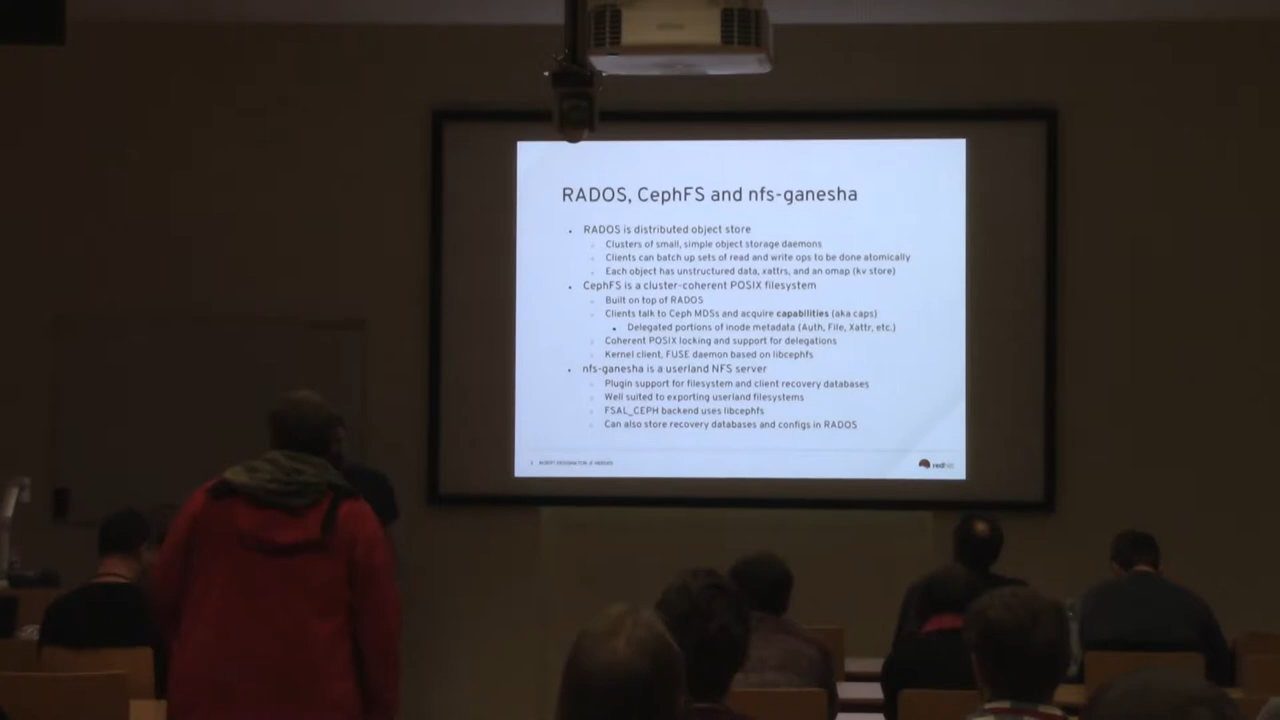 RADOS, CephFS and nfs-ganesha
RADOS is distributed object store
Clusters of small, simple object storage daemons
Clients can batch up sets of read and write ops to be done atomically
Each object has unstructured data, xattrs, and an omap (kv store)
CephFS is a cluster-coherent POSIX filesystem
Built on top of RADOS
Clients talk to Ceph MDSs and acquire capabilities (aka caps)
Delegated portions of inode metadata (Auth, File, Xattr, etc.)
Coherent POSIX locking and support for delegations
Kernel client, FUSE daemon based on libcephfs
nfs-ganesha is a userland NFS server
Plugin support for filesystem and client recovery databases
Well suited to exporting userland filesystems
FSAL_CEPH backend uses libcephfs
Can also store recovery databases and configs in RADOS
INSERT DESIGNATOR, IF NEEDED
redhat